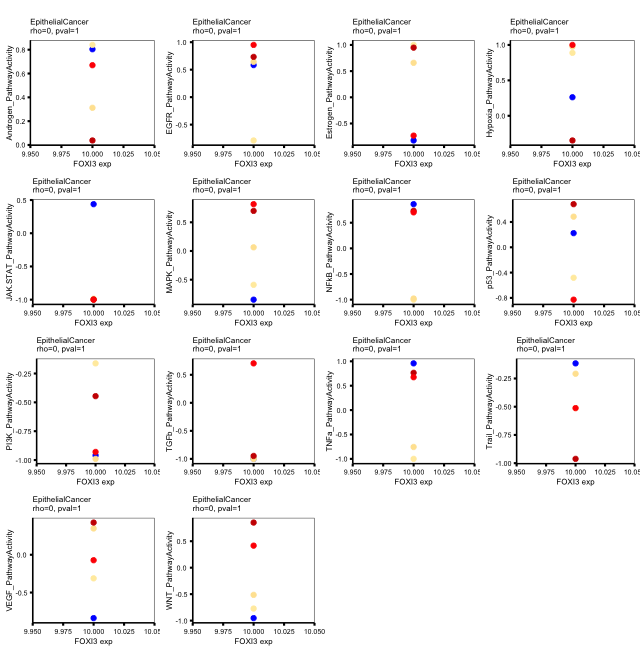 EpithelialCancer
rho=0, pval=1
Androgen_PathwayActivity
0.8
0.6
0.4
0.2
0.0
9.950
9.975
10.000
10.025
10.05
FOXI3 exp
EpithelialCancer
rho=0, pval=1
EGFR_PathwayActivity
1.0
0.5
0.0
-0.5
9.950
9.975
10.000
10.025
10.05
FOXI3 exp
EpithelialCancer
rho=0, pval=1
Estrogen_PathwayActivity
1.0
0.5
0.0
-0.5
9.950
9.975
10.000
10.025
10.05
FOXI3 exp
EpithelialCancer
rho=0, pval=1
Hypoxia_PathwayActivity
1.0
0.5
0.0
9.950
9.975
10.000
10.025
10.05
FOXI3 exp
EpithelialCancer
rho=0, pval=1
JAK.STAT_PathwayActivity
0.5
0.0
-0.5
-1.0
9.950
9.975
10.000
10.025
10.05
FOXI3 exp
EpithelialCancer
rho=0, pval=1
MAPK_PathwayActivity
0.5
0.0
-0.5
9.950
9.975
10.000
10.025
10.05
FOXI3 exp
EpithelialCancer
rho=0, pval=1
NFkB_PathwayActivity
0.5
0.0
-0.5
-1.0
9.950
9.975
10.000
10.025
10.05
FOXI3 exp
EpithelialCancer
rho=0, pval=1
p53_PathwayActivity
0.4
0.0
-0.4
-0.8
9.950
9.975
10.000
10.025
10.05
FOXI3 exp
EpithelialCancer
rho=0, pval=1
PI3K_PathwayActivity
-0.25
-0.50
-0.75
-1.00
9.950
9.975
10.000
10.025
10.05
FOXI3 exp
EpithelialCancer
rho=0, pval=1
TGFb_PathwayActivity
0.5
0.0
-0.5
-1.0
9.950
9.975
10.000
10.025
10.05
FOXI3 exp
EpithelialCancer
rho=0, pval=1
TNFa_PathwayActivity
1.0
0.5
0.0
-0.5
-1.0
9.950
9.975
10.000
10.025
10.05
FOXI3 exp
EpithelialCancer
rho=0, pval=1
Trail_PathwayActivity
-0.25
-0.50
-0.75
-1.00
9.950
9.975
10.000
10.025
10.05
FOXI3 exp
EpithelialCancer
rho=0, pval=1
VEGF_PathwayActivity
0.0
-0.5
9.950
9.975
10.000
10.025
10.05
FOXI3 exp
EpithelialCancer
rho=0, pval=1
WNT_PathwayActivity
0.5
0.0
-0.5
-1.0
9.950
9.975
10.000
10.025
10.050
FOXI3 exp